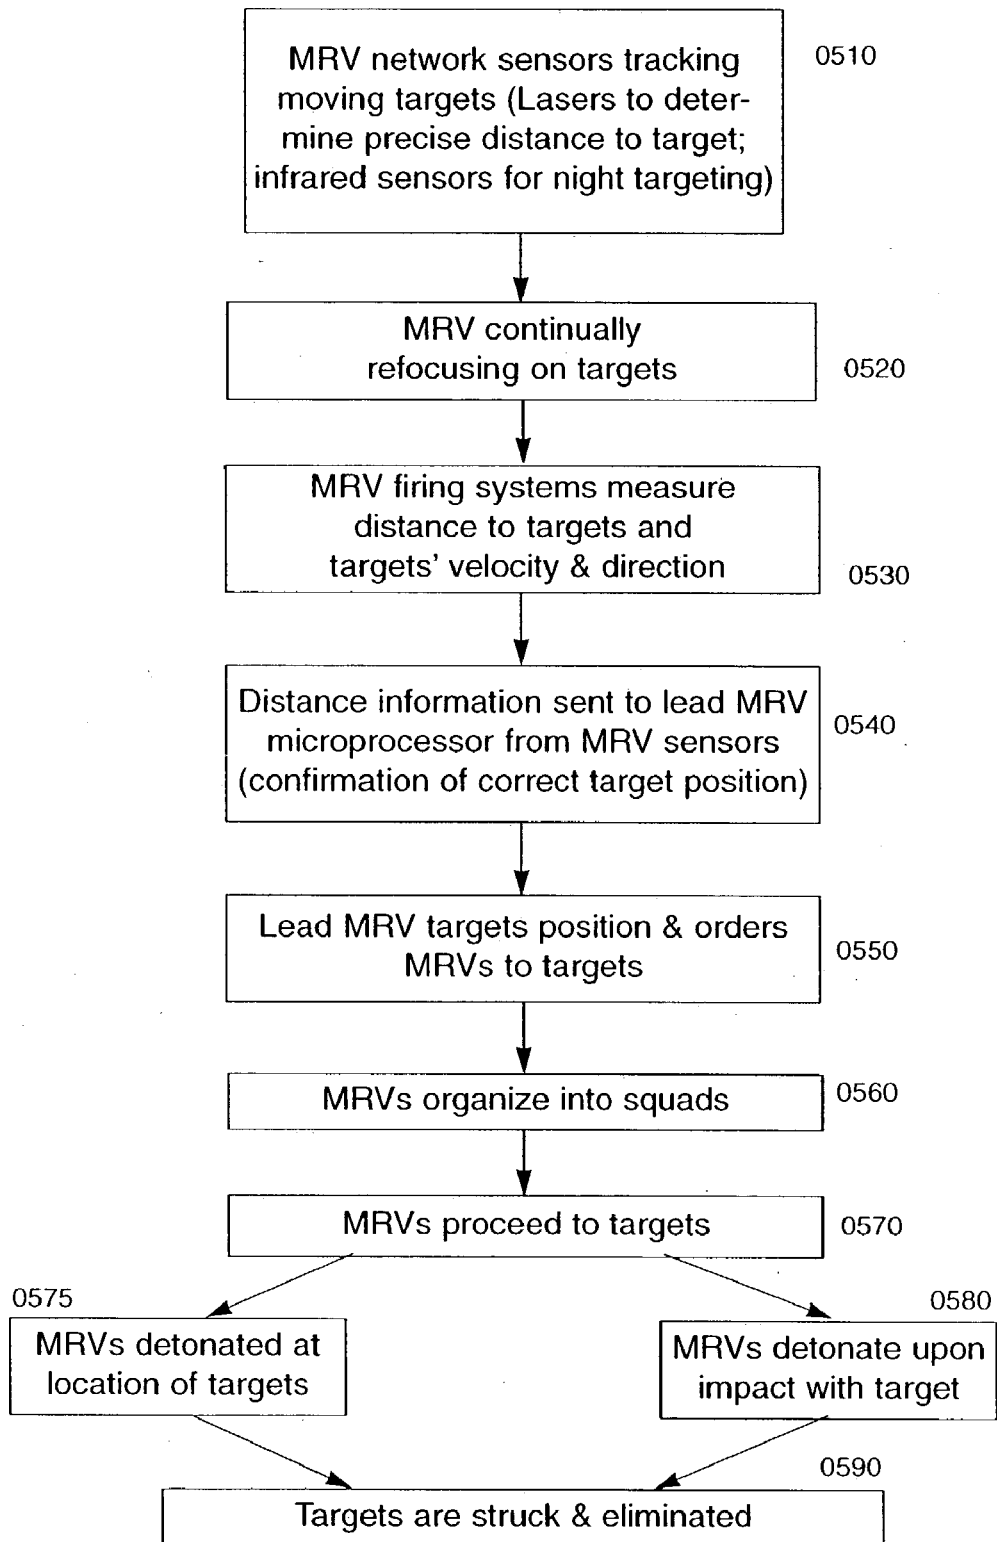 MRV network sensors tracking
moving targets (Lasers to deter-
mine precise distance to target;
infrared sensors for night targeting)
0510
MRV continually
refocusing on targets
0520
MRV firing systems measure
distance to targets and
targets' velocity & direction
0530
Distance information sent to lead MRV
microprocessor from MRV sensors
(confirmation of correct target position)
0540
Lead MRV targets position & orders
MRVs to targets
0550
MRVs organize into squads
0560
MRVs proceed to targets
0570
0575
MRVs detonated at
location of targets
0580
MRVs detonate upon
impact with target
0590
Targets are struck & eliminated